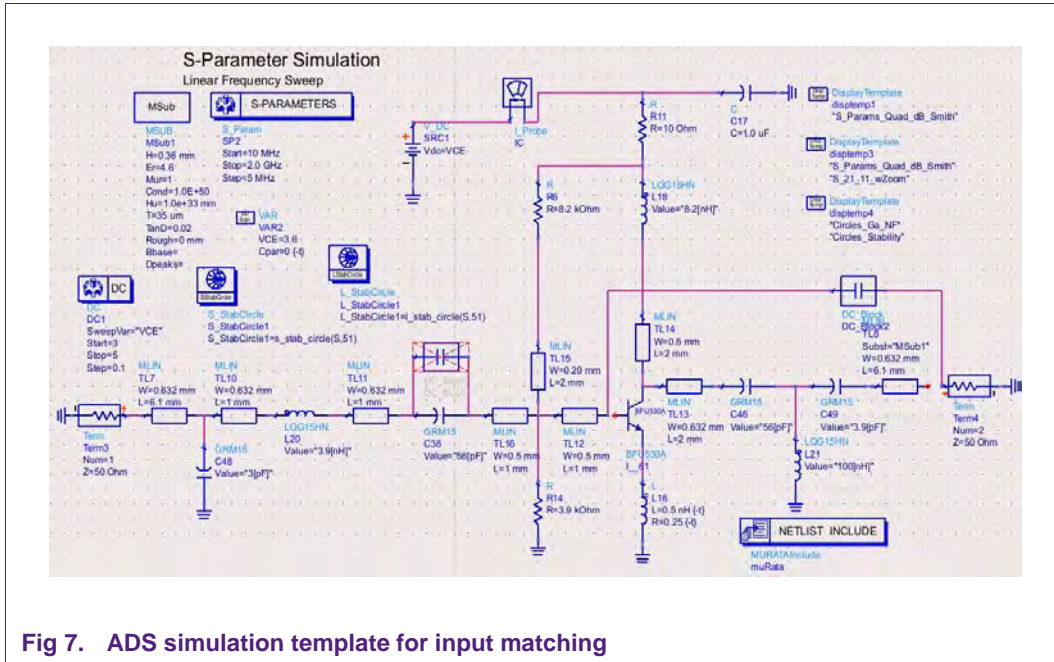 S-Parameter Simulation
Linear Frequency Sweep
MSub
MSUB
MSub1
H=0.36 mm
Er=4.6
Mur=1
Cond=1.0E+50
Hu=1.0e+33 mm
T=35 um
TanD=0.02
Rough=0 mm
Bbase=
Dpeaks=
S-PARAMETERS
S_Param
SP2
Start=10 MHz
Stop=2.0 GHz
Step=5 MHz
VAR
VAR2
VCE=3.6
Cpar=0 {-t}
V_DC
SRC1
Vdc=VCE
I_Probe
IC
R
R11
R=10 Ohm
C
C17
C=1.0 uF
DisplayTemplate
disptemp1
"S_Params_Quad_dB_Smith"
DisplayTemplate
disptemp3
"S_Params_Quad_dB_Smith"
"S_21_11_wZoom"
DisplayTemplate
disptemp4
"Circles_Ga_NF"
"Circles_Stability"
R
R6
R=8.2 kOhm
LQG15HN
L18
Value="8.2[nH]"
DC
DC
DC1
SweepVar="VCE"
Start=3
Stop=5
Step=0.1
SStabCircle
S_StabCircle
S_StabCircle1
S_StabCircle1=s_stab_circle(S,51)
LStabCircle
L_StabCircle
L_StabCircle1
L_StabCircle1=l_stab_circle(S,51)
DC_Block
DC_Block2
MLIN
TL6
Subst="MSub1"
W=0.632 mm
L=6.1 mm
MLIN
TL14
W=0.5 mm
L=2 mm
MLIN
TL15
W=0.20 mm
L=2 mm
MLIN
TL7
W=0.632 mm
L=6.1 mm
MLIN
TL10
W=0.632 mm
L=1 mm
MLIN
TL11
W=0.632 mm
L=1 mm
Term
Term3
Num=1
Z=50 Ohm
GRM15
C48
Value="3[pF]"
LQG15HN
L20
Value="3.9[nH]"
GRM15
C38
Value="56[pF]"
MLIN
TL16
W=0.5 mm
L=1 mm
MLIN
TL12
W=0.5 mm
L=1 mm
BFU530A
BFU530A
I__61
MLIN
TL13
W=0.632 mm
L=2 mm
GRM15
C46
Value="56[pF]"
GRM15
C49
Value="3.9[pF]"
LQG15HN
L21
Value="100[nH]"
Term
Term4
Num=2
Z=50 Ohm
R
R14
R=3.9 kOhm
L
L16
L=0.5 nH {-t}
R=0.25 {-t}
NETLIST INCLUDE
MURATAInclude
muRata
Fig 7. ADS simulation template for input matching